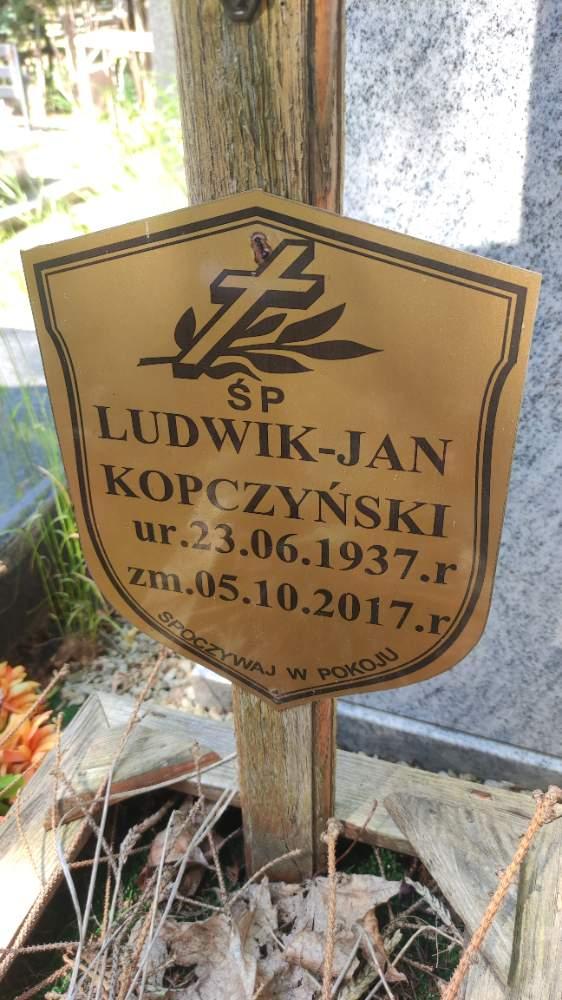 ŚP
LUDWIK-JAN
KOPCZYŃSKI
ur.23.06.1937.r
zm.05.10.2017.r
SPOCZYWAJ W POKOJU